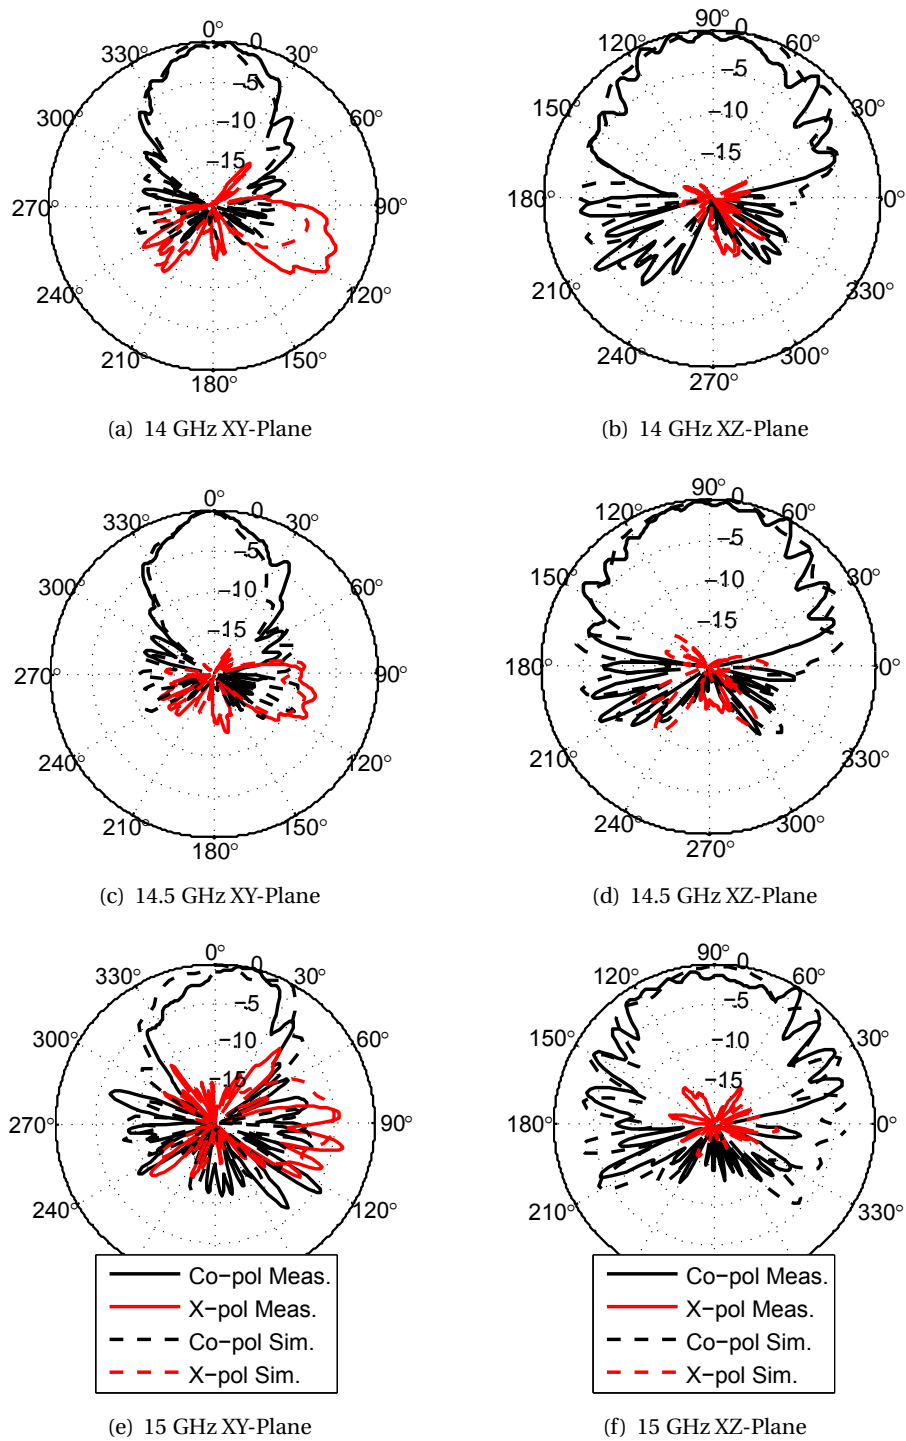 0° 0 30°
330°
−5
−10
−15
300° 60°
270° 90°
240° 120°
210° 150°
180°
(a) 14 GHz XY-Plane
90° 0 60°
120°
−5
−10
−15
150° 30°
180° 0°
210° 330°
240° 300°
270°
(b) 14 GHz XZ-Plane
0° 0 30°
330°
−5
−10
−15
300° 60°
270° 90°
240° 120°
210° 150°
180°
(c) 14.5 GHz XY-Plane
90° 0 60°
120°
−5
−10
−15
150° 30°
180° 0°
210° 330°
240° 300°
270°
(d) 14.5 GHz XZ-Plane
0° 0 30°
330°
−5
−10
−15
300° 60°
270° 90°
240° 120°
Co−pol Meas.
X−pol Meas.
Co−pol Sim.
X−pol Sim.
(e) 15 GHz XY-Plane
90° 0 60°
120°
−5
−10
−15
150° 30°
180° 0°
210° 330°
Co−pol Meas.
X−pol Meas.
Co−pol Sim.
X−pol Sim.
(f) 15 GHz XZ-Plane